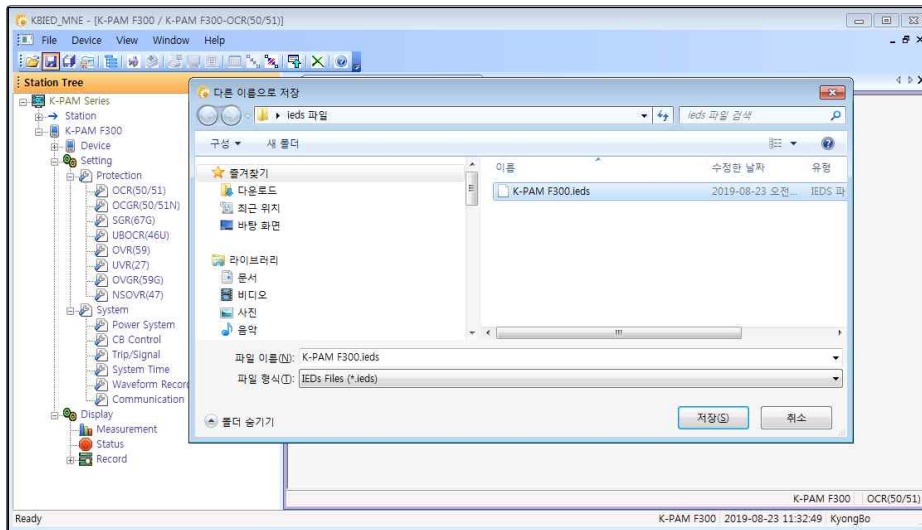 KBIED_MNE - [K-PAM F300 / K-PAM F300-OCR(50/51)]
File Device View Window Help
Station Tree
K-PAM Series
Station
K-PAM F300
Device
Setting
Protection
OCR(50/51)
OCGR(50/51N)
SGR(67G)
UBOCR(46U)
OVR(59)
UVR(27)
OVGR(59G)
NSOVR(47)
System
Power System
CB Control
Trip/Signal
System Time
Waveform Recor
Communication
Display
Measurement
Status
Record
다른 이름으로 저장
ieds 파일
ieds 파일 검색
구성 새 폴더
즐겨찾기
다운로드
최근 위치
바탕 화면
라이브러리
문서
비디오
사진
음악
이름 수정한 날짜 유형
K-PAM F300.ieds 2019-08-23 오전... IEDS 파
파일 이름(N): K-PAM F300.ieds
파일 형식(T): IEDs Files (*.ieds)
폴더 숨기기 저장(S) 취소
K-PAM F300 OCR(50/51)
Ready K-PAM F300 2019-08-23 11:32:49 KyongBo